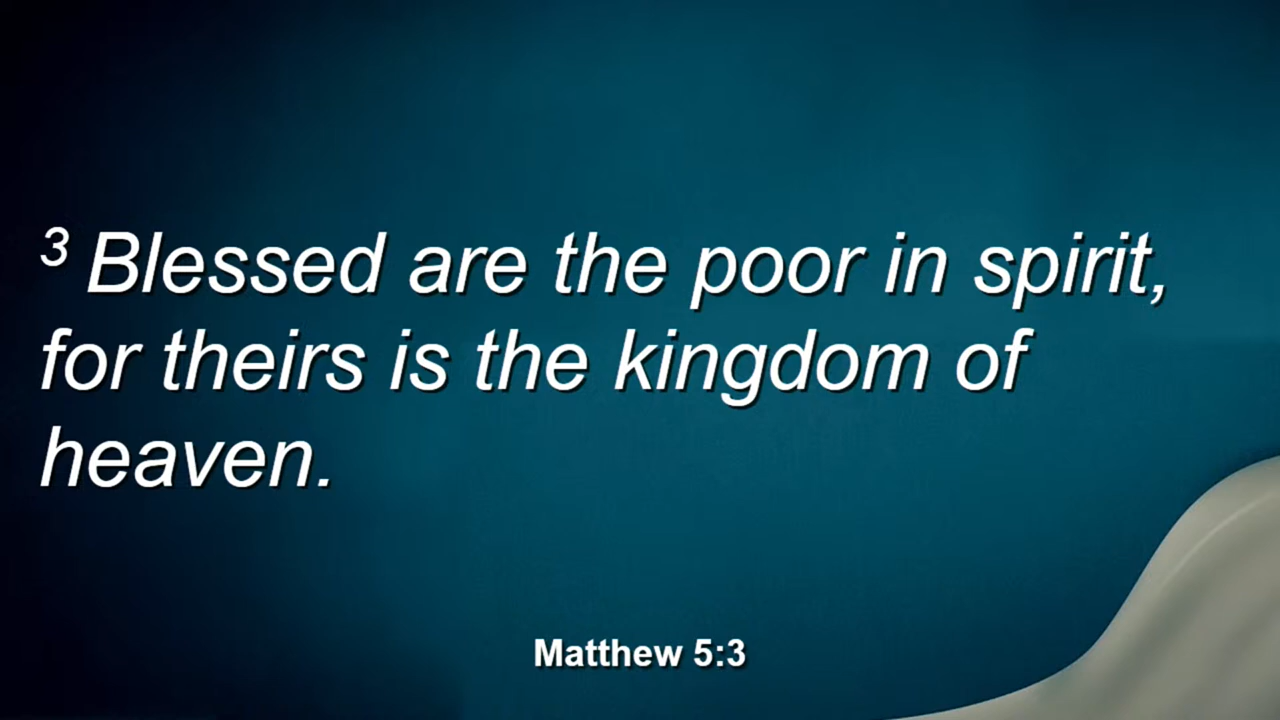 3 Blessed are the poor in spirit,
for theirs is the kingdom of
heaven.
Matthew 5:3